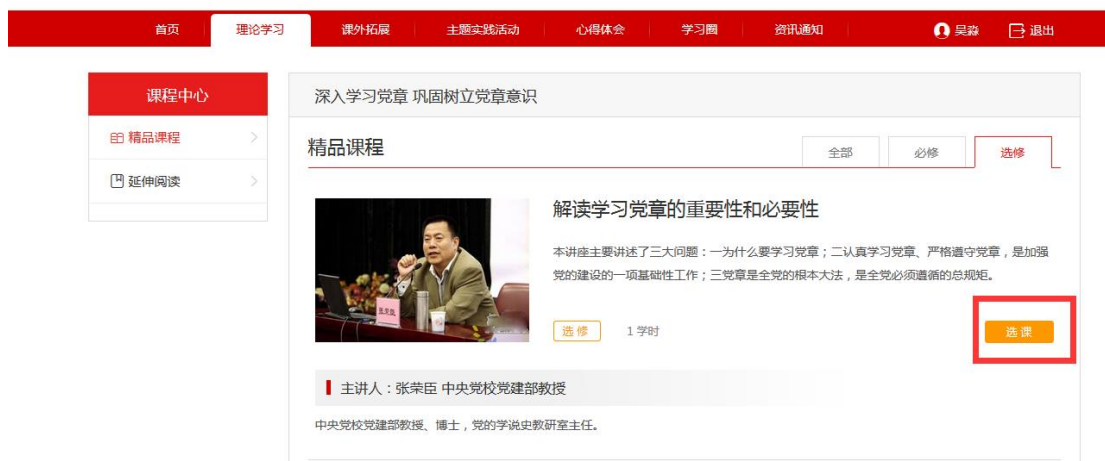 首页 理论学习 课外拓展 主题实践活动 心得体会 学习圈 资讯通知 吴淼 退出
课程中心
精品课程
延伸阅读
深入学习党章 巩固树立党章意识
精品课程
全部 必修 选修
解读学习党章的重要性和必要性
本讲座主要讲述了三大问题：一为什么要学习党章；二认真学习党章、严格遵守党章，是加强
党的建设的一项基础性工作；三党章是全党的根本大法，是全党必须遵循的总规矩。
选修 1 学时
选课
主讲人：张荣臣 中央党校党建部教授
中央党校党建部教授、博士，党的学说史教研室主任。